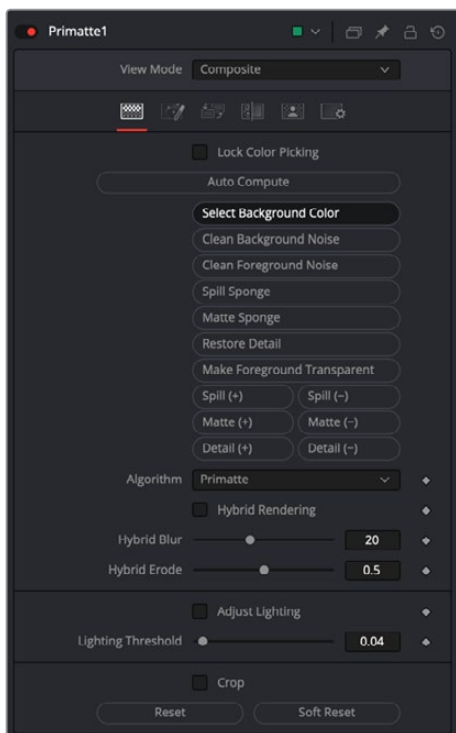 Primatte1
View Mode Composite
Lock Color Picking
Auto Compute
Select Background Color
Clean Background Noise
Clean Foreground Noise
Spill Sponge
Matte Sponge
Restore Detail
Make Foreground Transparent
Spill (+) Spill (−)
Matte (+) Matte (−)
Detail (+) Detail (−)
Algorithm Primatte
Hybrid Rendering
Hybrid Blur 20
Hybrid Erode 0.5
Adjust Lighting
Lighting Threshold 0.04
Crop
Reset Soft Reset